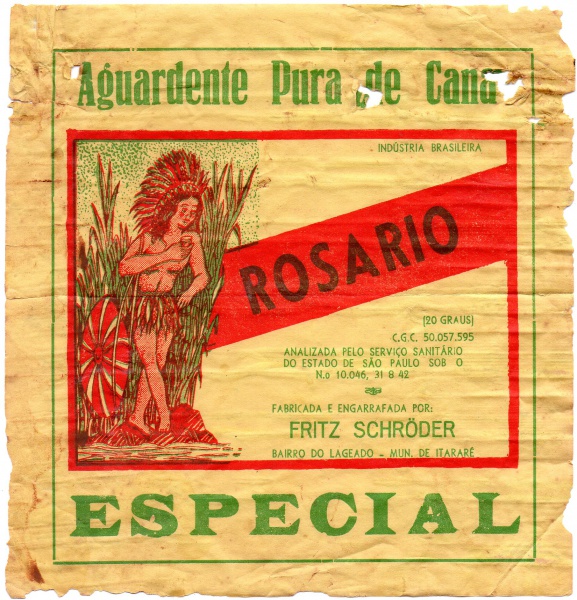 Aguardente Pura de Cana
INDÚSTRIA BRASILEIRA
ROSARIO
(20 GRAUS)
C.G.C. 50.057.595
ANALIZADA PELO SERVIÇO SANITÁRIO
DO ESTADO DE SÃO PAULO SOB O
N.o 10.046, 31 8 42
FABRICADA E ENGARRAFADA POR:
FRITZ SCHRÖDER
BAIRRO DO LAGEADO - MUN. DE ITARARÉ
ESPECIAL